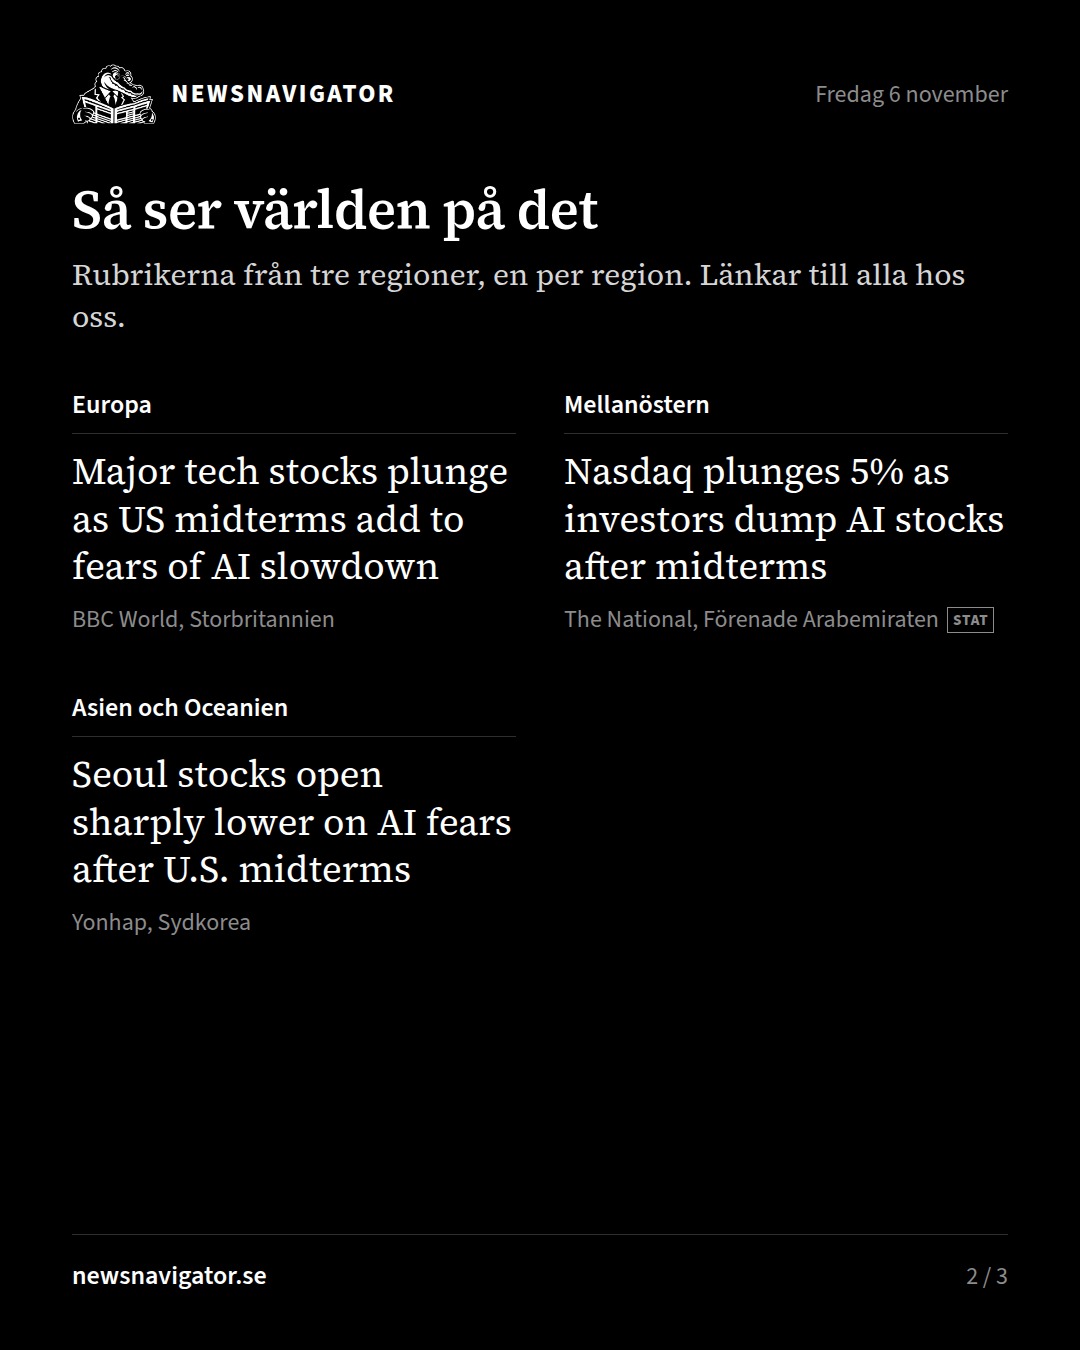 NEWSNAVIGATOR
Fredag 6 november
Så ser världen på det
Rubrikerna från tre regioner, en per region. Länkar till alla hos
oss.
Europa
Major tech stocks plunge
as US midterms add to
fears of AI slowdown
BBC World, Storbritannien
Mellanöstern
Nasdaq plunges 5% as
investors dump AI stocks
after midterms
The National, Förenade Arabemiraten STAT
Asien och Oceanien
Seoul stocks open
sharply lower on AI fears
after U.S. midterms
Yonhap, Sydkorea
newsnavigator.se
2 / 3